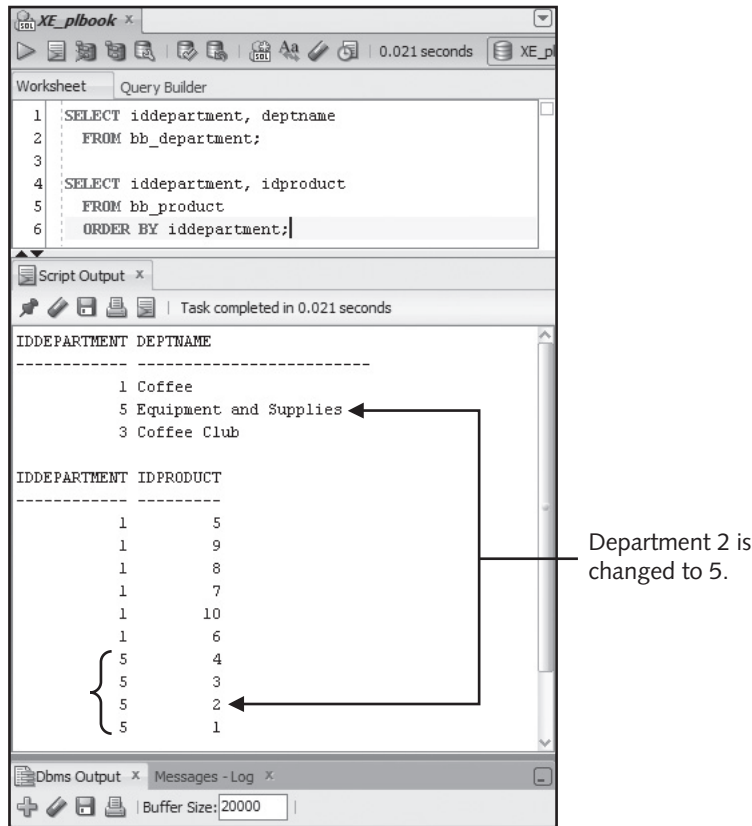 XE_plbook x
0.021 seconds XE_pl
Worksheet Query Builder
1 SELECT iddepartment, deptname
2 FROM bb_department;
3
4 SELECT iddepartment, idproduct
5 FROM bb_product
6 ORDER BY iddepartment;
Script Output x
Task completed in 0.021 seconds
IDDEPARTMENT DEPTNAME
------------ -------------------------
1 Coffee
5 Equipment and Supplies
3 Coffee Club
IDDEPARTMENT IDPRODUCT
------------ ---------
1 5
1 9
1 8
1 7
1 10
1 6
5 4
5 3
5 2
5 1
Department 2 is
changed to 5.
Dbms Output x Messages - Log x
Buffer Size: 20000